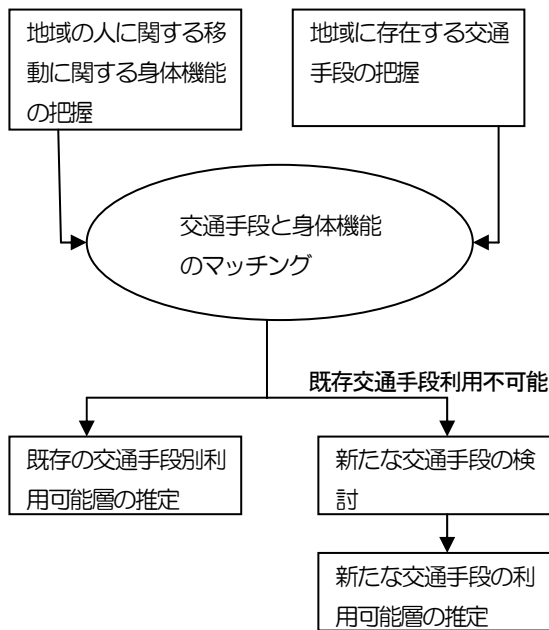 地域の人に関する移
動に関する身体機能
の把握
地域に存在する交通
手段の把握
交通手段と身体機能
のマッチング
既存交通手段利用不可能
既存の交通手段別利
用可能層の推定
新たな交通手段の検
討
新たな交通手段の利
用可能層の推定